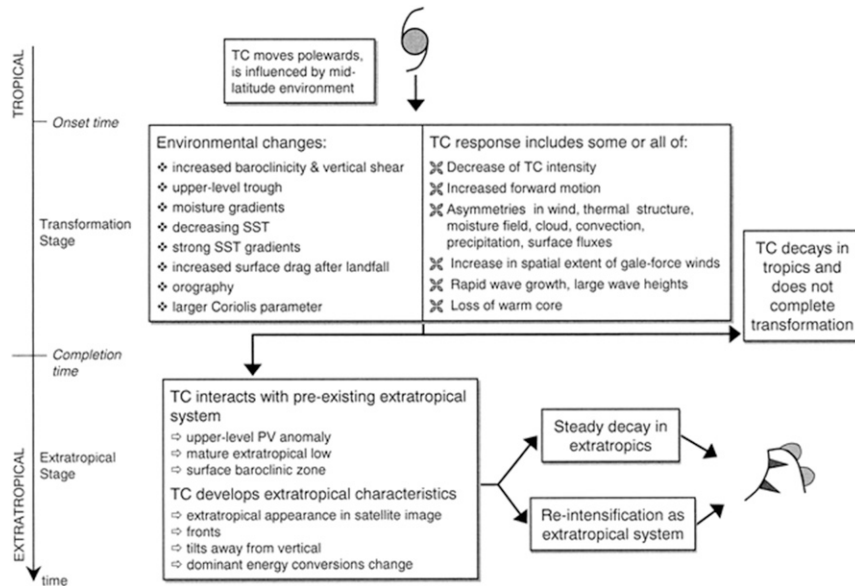 TROPICAL
TC moves polewards,
is influenced by mid-
latitude environment
Onset time
Environmental changes:
❖ increased baroclinicity & vertical shear
❖ upper-level trough
❖ moisture gradients
❖ decreasing SST
❖ strong SST gradients
❖ increased surface drag after landfall
❖ orography
❖ larger Coriolis parameter
TC response includes some or all of:
⌘ Decrease of TC intensity
⌘ Increased forward motion
⌘ Asymmetries in wind, thermal structure,
moisture field, cloud, convection,
precipitation, surface fluxes
⌘ Increase in spatial extent of gale-force winds
⌘ Rapid wave growth, large wave heights
⌘ Loss of warm core
Transformation
Stage
TC decays in
tropics and
does not
complete
transformation
Completion
time
TC interacts with pre-existing extratropical
system
⇨ upper-level PV anomaly
⇨ mature extratropical low
⇨ surface baroclinic zone
TC develops extratropical characteristics
⇨ extratropical appearance in satellite image
⇨ fronts
⇨ tilts away from vertical
⇨ dominant energy conversions change
Extratropical
Stage
Steady decay in
extratropics
Re-intensification as
extratropical system
EXTRATROPICAL
time